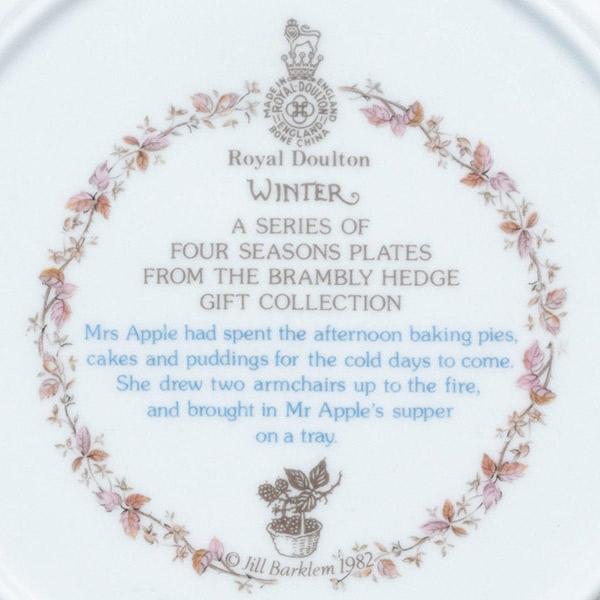 MADE IN ENGLAND
ROYAL DOULTON
ENGLAND
BONE CHINA
Royal Doulton
WINTER
A SERIES OF
FOUR SEASONS PLATES
FROM THE BRAMBLY HEDGE
GIFT COLLECTION
Mrs Apple had spent the afternoon baking pies,
cakes and puddings for the cold days to come.
She drew two armchairs up to the fire,
and brought in Mr Apple's supper
on a tray.
© Jill Barklem 1982